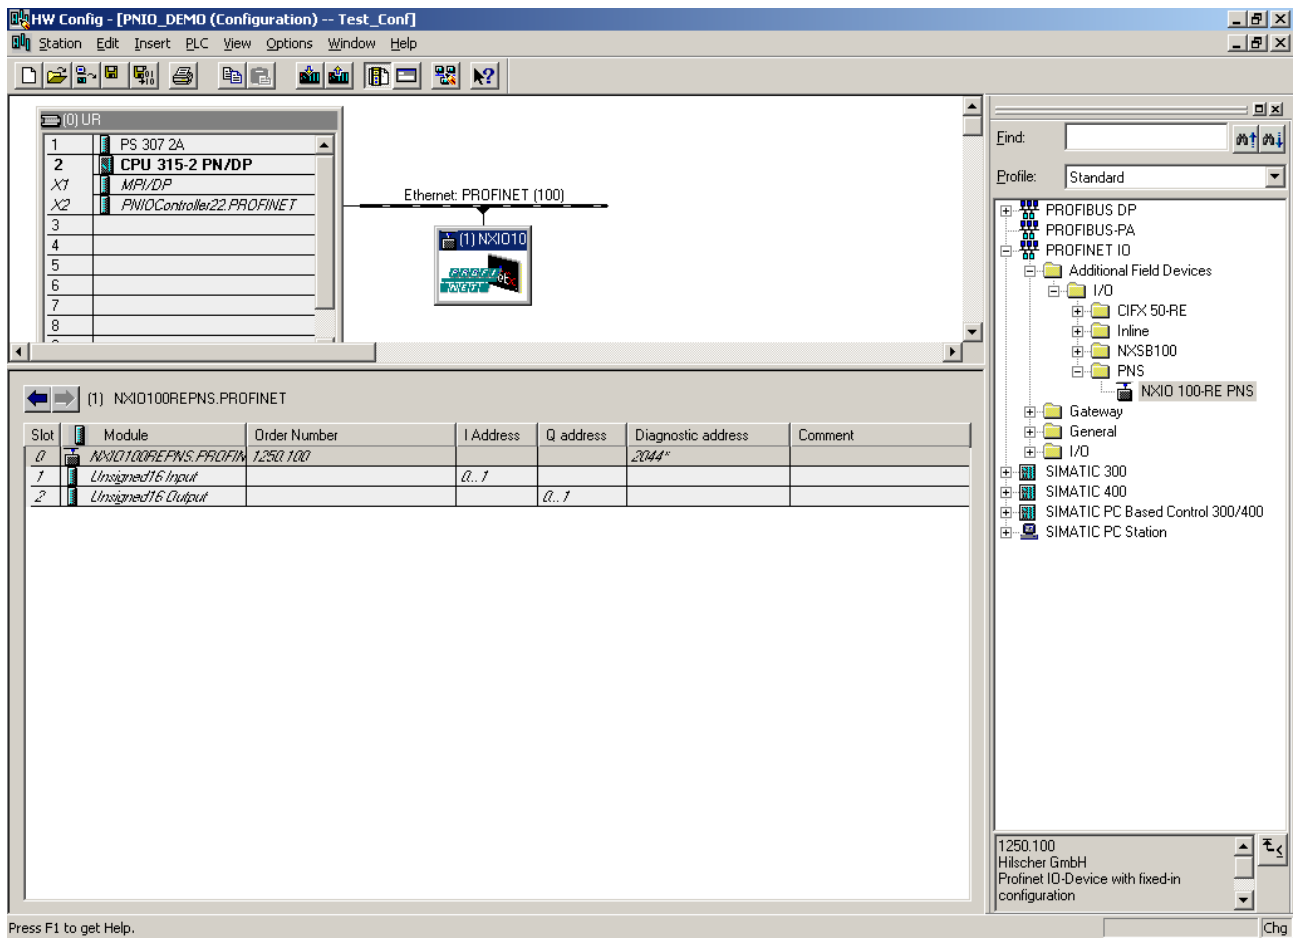 HW Config - [PNIO_DEMO (Configuration) -- Test_Conf]
Station Edit Insert PLC View Options Window Help
(0) UR
1 PS 307 2A
2 CPU 315-2 PN/DP
X1 MPI/DP
X2 PNIOController22.PROFINET
3
4
5
6
7
8
Ethernet: PROFINET (100)
(1) NXIO10
PROFI
NET
Find:
Profile: Standard
PROFIBUS DP
PROFIBUS-PA
PROFINET IO
Additional Field Devices
I/O
CIFX 50-RE
Inline
NXSB100
PNS
NXIO 100-RE PNS
Gateway
General
I/O
SIMATIC 300
SIMATIC 400
SIMATIC PC Based Control 300/400
SIMATIC PC Station
(1) NXIO100REPNS.PROFINET
Slot Module Order Number I Address Q address Diagnostic address Comment
0 NXIO100REPNS.PROFIN 1250.100 2044*
1 Unsigned16 Input 0..1
2 Unsigned16 Output 0..1
1250.100
Hilscher GmbH
Profinet IO-Device with fixed-in
configuration
Press F1 to get Help.
Chg